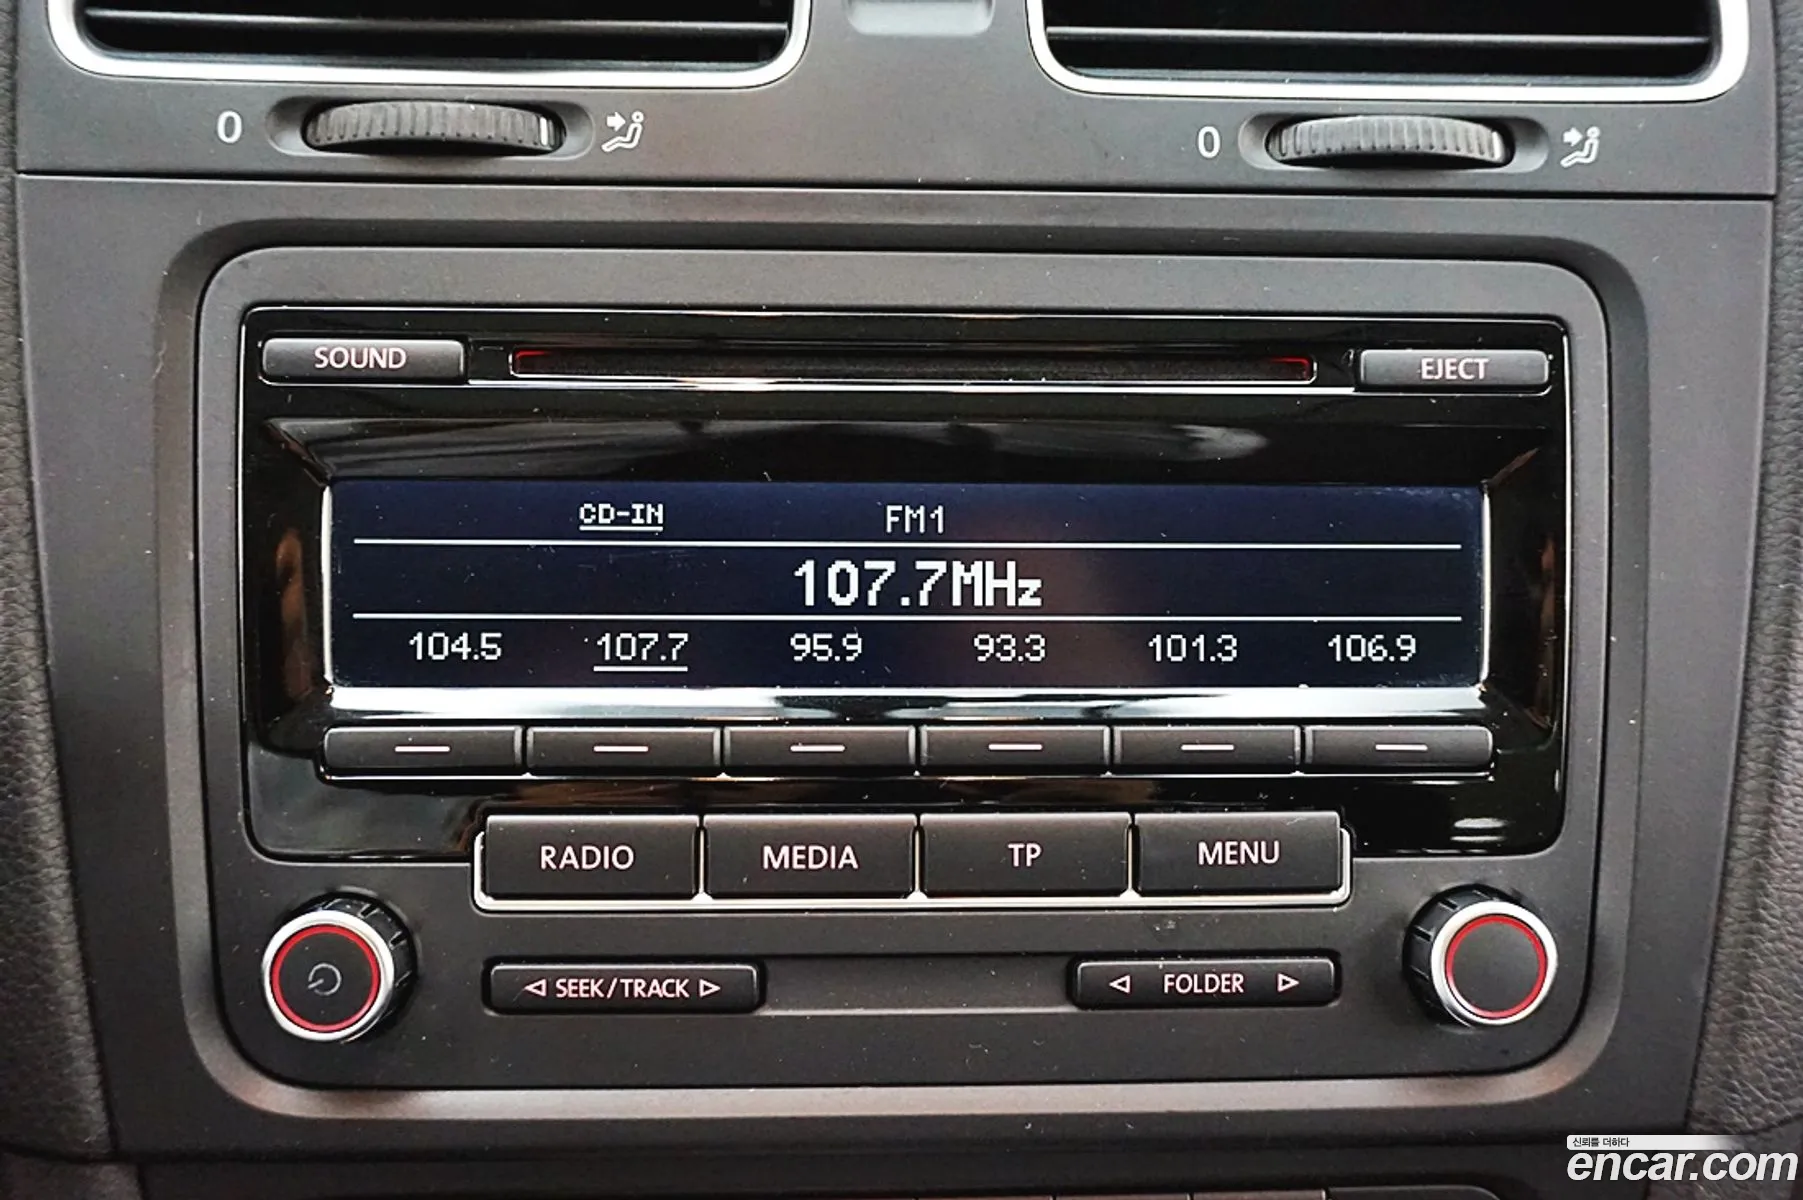 0
0
SOUND
EJECT
CD-IN
FM1
107.7MHz
104.5 107.7 95.9 93.3 101.3 106.9
RADIO
MEDIA
TP
MENU
SEEK/TRACK
FOLDER
신뢰를 더하다
encar.com